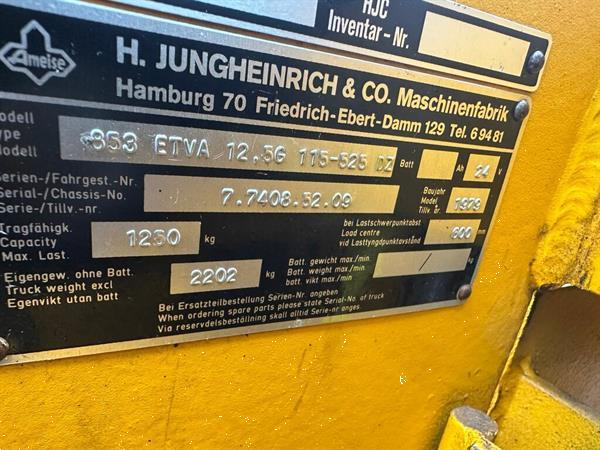 HJC
Inventar-Nr.
Ameise
H. JUNGHEINRICH & CO. Maschinenfabrik
Hamburg 70 Friedrich-Ebert-Damm 129 Tel. 6 94 81
Modell
Type
Modell
853 ETVA 12,5G 115-525 DZ
Batt
Ah
24
V
Serien-/Fahrgest.-Nr.
Serial-/Chassis-No.
Serie-/Tillv.-nr.
7.7408.52.09
Baujahr
Model
Tillv. år.
1979
Tragfähigk.
Capacity
Max. Last.
1250
kg
bei Lastschwerpunktabst
Load centre
vid Lasttyngdpunktavstånd
600
mm
Eigengew. ohne Batt.
Truck weight excl
Egenvikt utan batt
2202
kg
Batt. gewicht max./min.
Batt. weight max./min.
batt. vikt max./min.
/
kg
Bei Ersatzteilbestellung Serien-Nr. angeben
When ordering spare parts please state Serial-No. of truck
Via reservdelsbeställning skall alltid Serie-nr anges.